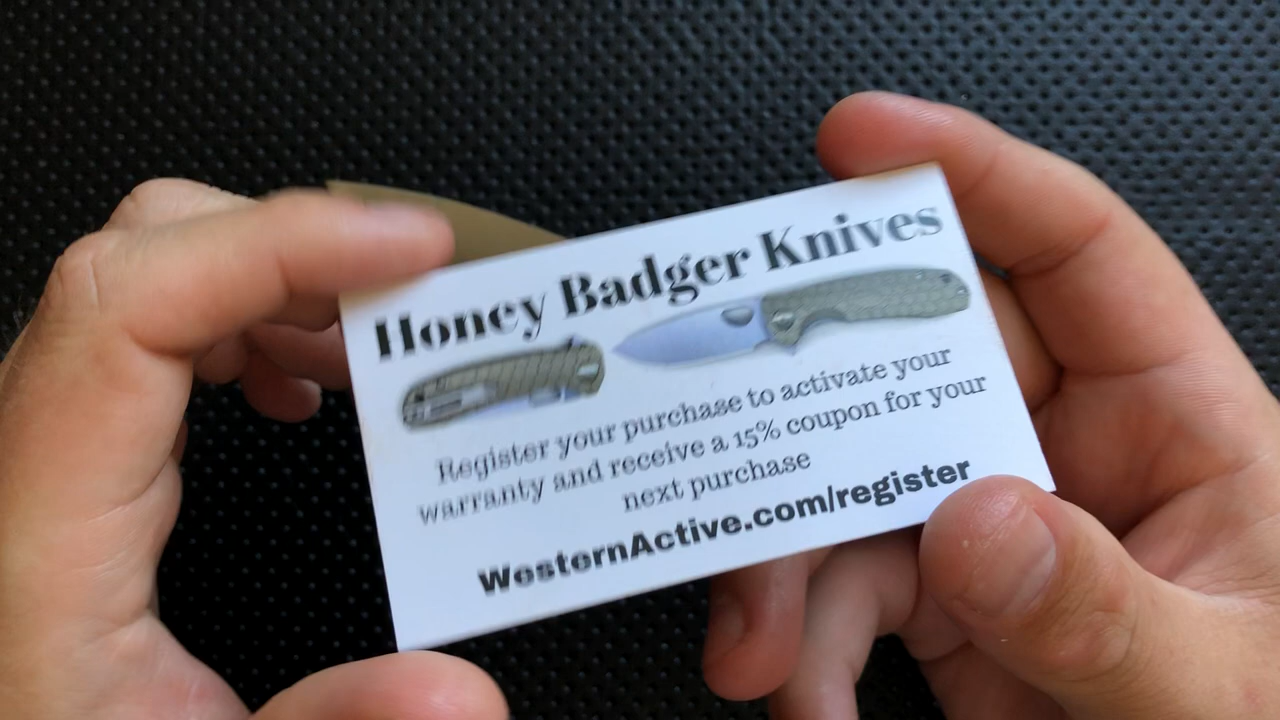 Honey Badger Knives
Register your purchase to activate your
warranty and receive a 15% coupon for your
next purchase
WesternActive.com/register